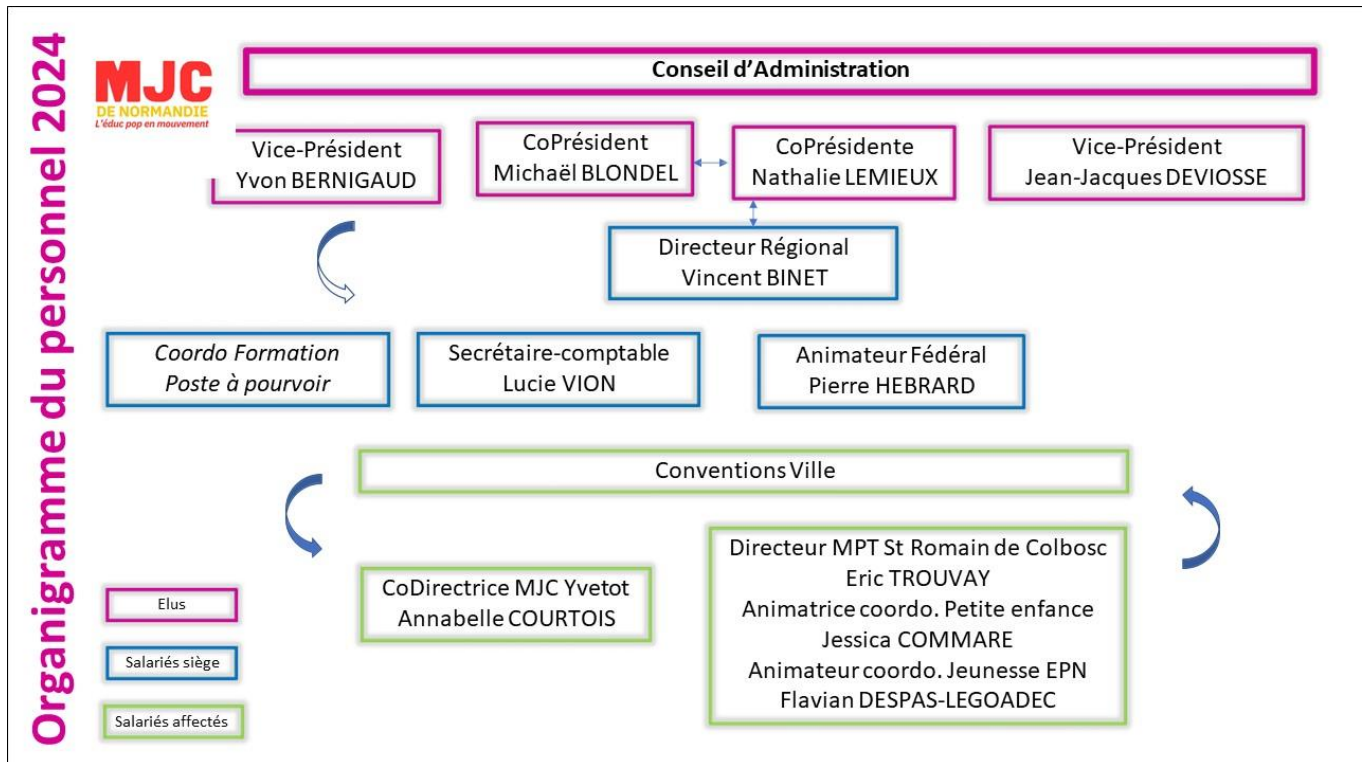 Organigramme du personnel 2024
MJC
DE NORMANDIE
L'éduc pop en mouvement
Conseil d'Administration
Vice-Président
Yvon BERNIGAUD
CoPrésident
Michaël BLONDEL
CoPrésidente
Nathalie LEMIEUX
Vice-Président
Jean-Jacques DEVIOSSE
Directeur Régional
Vincent BINET
Coordo Formation
Poste à pourvoir
Secrétaire-comptable
Lucie VION
Animateur Fédéral
Pierre HEBRARD
Conventions Ville
CoDirectrice MJC Yvetot
Annabelle COURTOIS
Directeur MPT St Romain de Colbosc
Eric TROUVAY
Animatrice coordo. Petite enfance
Jessica COMMARE
Animateur coordo. Jeunesse EPN
Flavian DESPAS-LEGOADEC
Elus
Salariés siège
Salariés affectés